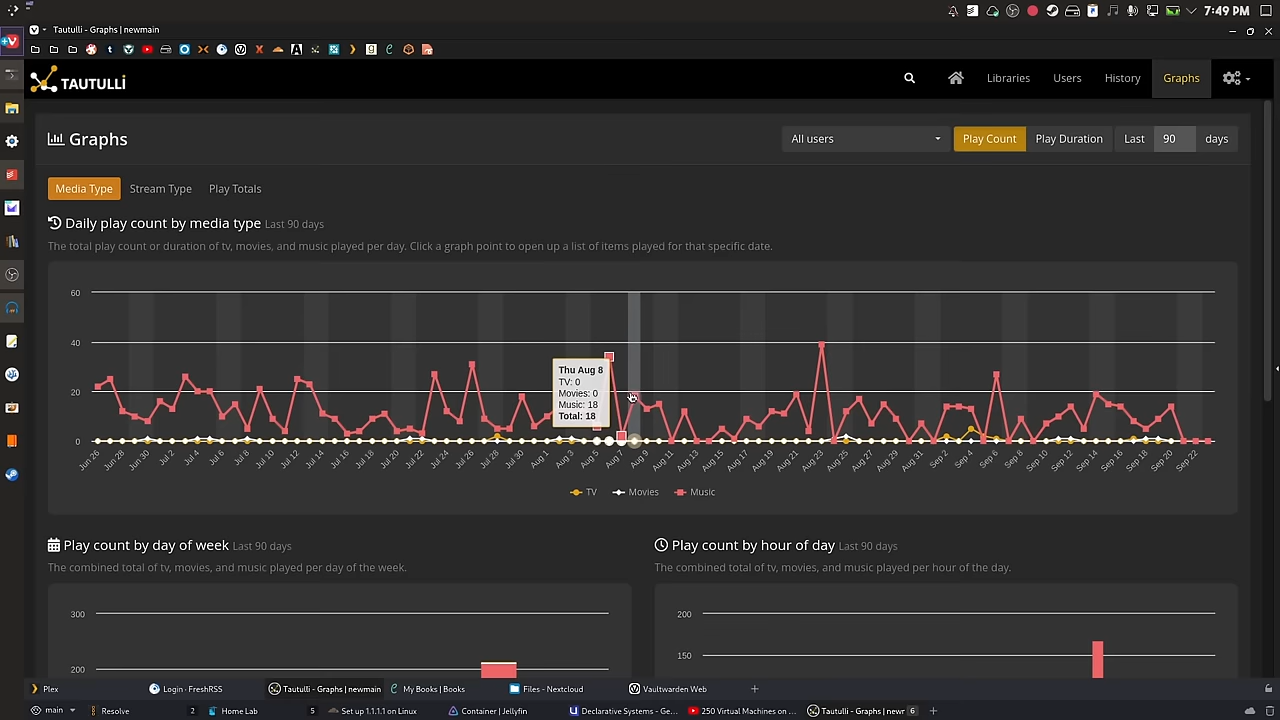 7:49 PM
Tautulli - Graphs | newmain
TAUTULLI
Libraries
Users
History
Graphs
Graphs
All users
Play Count
Play Duration
Last
90
days
Media Type
Stream Type
Play Totals
Daily play count by media type Last 90 days
The total play count or duration of tv, movies, and music played per day. Click a graph point to open up a list of items played for that specific date.
60
40
20
0
Thu Aug 8
TV: 0
Movies: 0
Music: 18
Total: 18
Jun 26
Jun 28
Jun 30
Jul 2
Jul 4
Jul 6
Jul 8
Jul 10
Jul 12
Jul 14
Jul 16
Jul 18
Jul 20
Jul 22
Jul 24
Jul 26
Jul 28
Jul 30
Aug 1
Aug 3
Aug 5
Aug 7
Aug 9
Aug 11
Aug 13
Aug 15
Aug 17
Aug 19
Aug 21
Aug 23
Aug 25
Aug 27
Aug 29
Aug 31
Sep 2
Sep 4
Sep 6
Sep 8
Sep 10
Sep 12
Sep 14
Sep 16
Sep 18
Sep 20
Sep 22
TV
Movies
Music
Play count by day of week Last 90 days
The combined total of tv, movies, and music played per day of the week.
300
200
Play count by hour of day Last 90 days
The combined total of tv, movies, and music played per hour of the day.
200
150
Plex
Login · FreshRSS
Tautulli - Graphs | newmain
My Books | Books
Files - Nextcloud
Vaultwarden Web
main
Resolve
2
Home Lab
5
Set up 1.1.1.1 on Linux
Container | Jellyfin
Declarative Systems - Ge...
250 Virtual Machines on ...
Tautulli - Graphs | newr
6